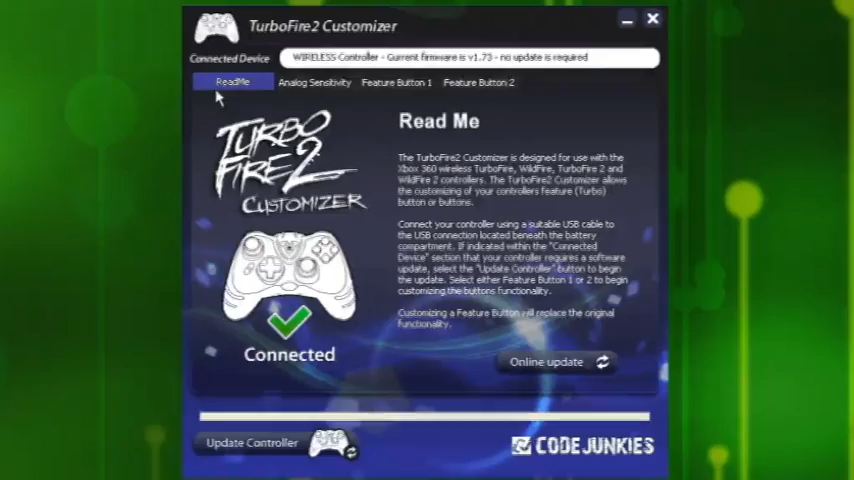 TurboFire2 Customizer
Connected Device WIRELESS Controller - Current firmware is v1.73 - no update is required
ReadMe Analog Sensitivity Feature Button 1 Feature Button 2
TURBO
FIRE 2
CUSTOMIZER
Connected
Read Me
The TurboFire2 Customizer is designed for use with the
Xbox 360 wireless TurboFire, WildFire, TurboFire 2 and
WildFire 2 controllers. The TurboFire2 Customizer allows
the customizing of your controllers feature (Turbo)
button or buttons.
Connect your controller using a suitable USB cable to
the USB connection located beneath the battery
compartment. If indicated within the "Connected
Device" section that your controller requires a software
update, select the "Update Controller" button to begin
the update. Select either Feature Button 1 or 2 to begin
customizing the buttons functionality.
Customizing a Feature Button will replace the original
functionality.
Online update
Update Controller
CODEJUNKIES